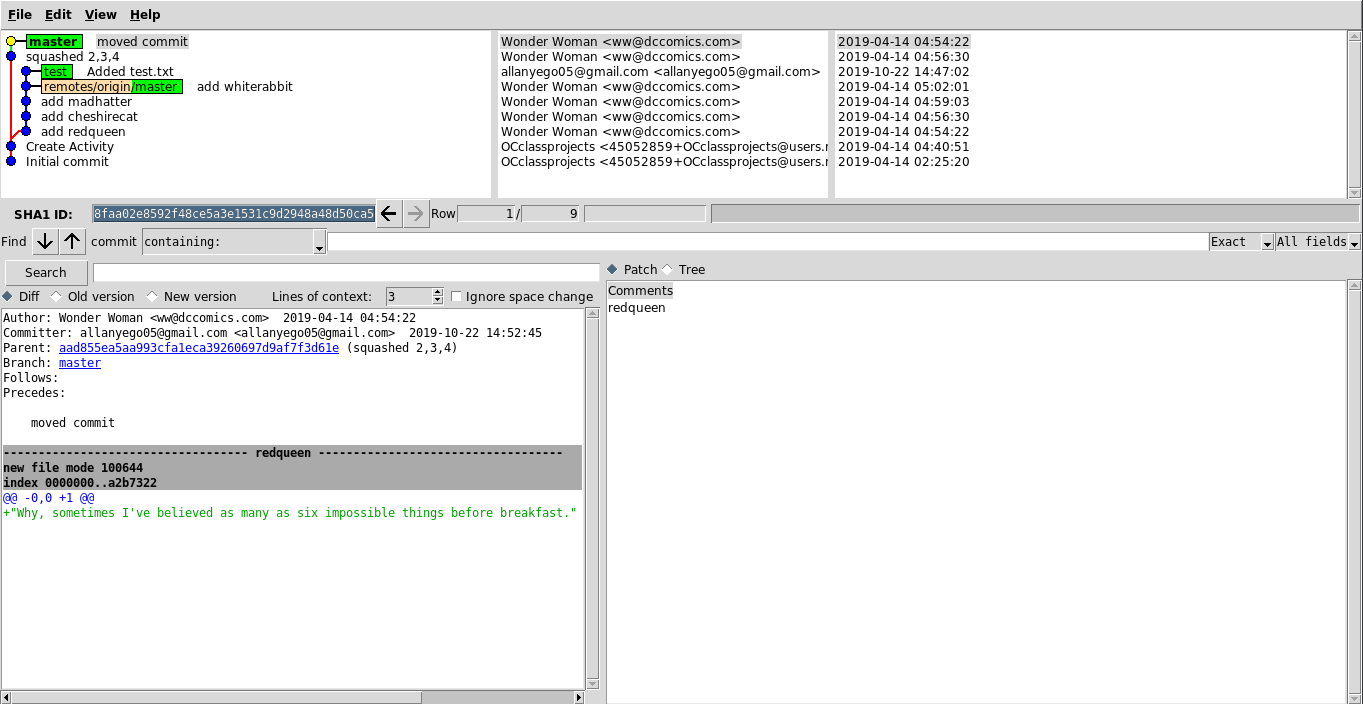 File Edit View Help
master moved commit Wonder Woman <ww@dccomics.com> 2019-04-14 04:54:22
squashed 2,3,4 Wonder Woman <ww@dccomics.com> 2019-04-14 04:56:30
test Added test.txt allanyego05@gmail.com <allanyego05@gmail.com> 2019-10-22 14:47:02
remotes/origin/master add whiterabbit Wonder Woman <ww@dccomics.com> 2019-04-14 05:02:01
add madhatter Wonder Woman <ww@dccomics.com> 2019-04-14 04:59:03
add cheshirecat Wonder Woman <ww@dccomics.com> 2019-04-14 04:56:30
add redqueen Wonder Woman <ww@dccomics.com> 2019-04-14 04:54:22
Create Activity OCclassprojects <45052859+OCclassprojects@users.r 2019-04-14 04:40:51
Initial commit OCclassprojects <45052859+OCclassprojects@users.r 2019-04-14 02:25:20
SHA1 ID: 8faa02e8592f48ce5a3e1531c9d2948a48d50ca5 Row 1 / 9
Find commit containing: Exact All fields
Search
Patch Tree
Diff Old version New version Lines of context: 3 Ignore space change
Comments
redqueen
Author: Wonder Woman <ww@dccomics.com> 2019-04-14 04:54:22
Committer: allanyego05@gmail.com <allanyego05@gmail.com> 2019-10-22 14:52:45
Parent: aad855ea5aa993cfa1eca39260697d9af7f3d61e (squashed 2,3,4)
Branch: master
Follows:
Precedes:
moved commit
----------------------------------- redqueen -----------------------------------
new file mode 100644
index 0000000..a2b7322
@@ -0,0 +1 @@
+"Why, sometimes I've believed as many as six impossible things before breakfast."